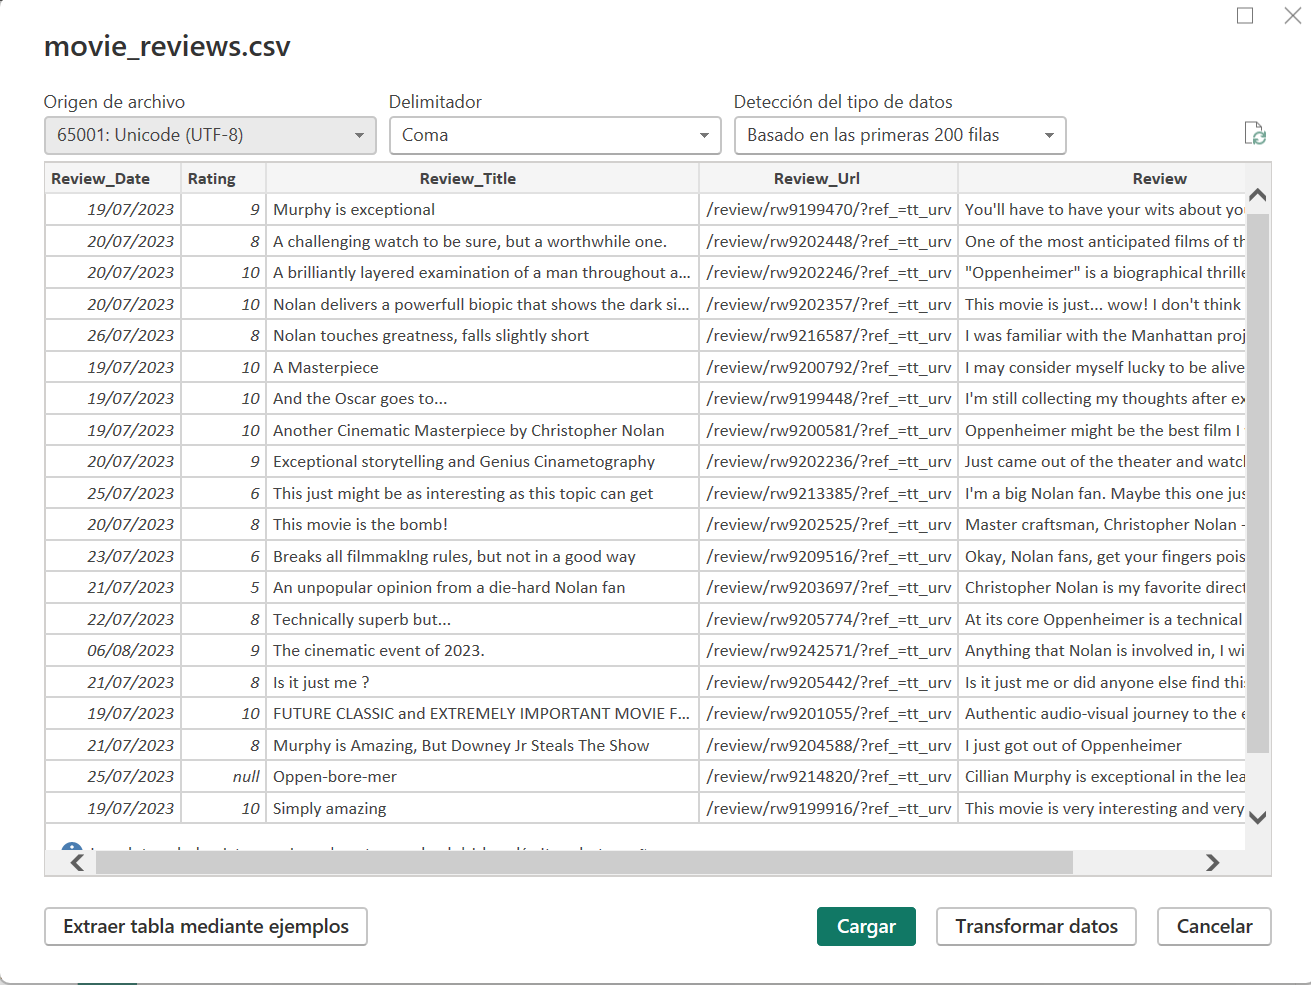 movie_reviews.csv
Origen de archivo Delimitador Detección del tipo de datos
65001: Unicode (UTF-8) Coma Basado en las primeras 200 filas
Review_Date Rating Review_Title Review_Url Review
19/07/2023 9 Murphy is exceptional /review/rw9199470/?ref_=tt_urv You'll have to have your wits about yo
20/07/2023 8 A challenging watch to be sure, but a worthwhile one. /review/rw9202448/?ref_=tt_urv One of the most anticipated films of th
20/07/2023 10 A brilliantly layered examination of a man throughout a... /review/rw9202246/?ref_=tt_urv "Oppenheimer" is a biographical thrille
20/07/2023 10 Nolan delivers a powerfull biopic that shows the dark si... /review/rw9202357/?ref_=tt_urv This movie is just... wow! I don't think
26/07/2023 8 Nolan touches greatness, falls slightly short /review/rw9216587/?ref_=tt_urv I was familiar with the Manhattan proj
19/07/2023 10 A Masterpiece /review/rw9200792/?ref_=tt_urv I may consider myself lucky to be alive
19/07/2023 10 And the Oscar goes to... /review/rw9199448/?ref_=tt_urv I'm still collecting my thoughts after ex
19/07/2023 10 Another Cinematic Masterpiece by Christopher Nolan /review/rw9200581/?ref_=tt_urv Oppenheimer might be the best film I
20/07/2023 9 Exceptional storytelling and Genius Cinametography /review/rw9202236/?ref_=tt_urv Just came out of the theater and watcl
25/07/2023 6 This just might be as interesting as this topic can get /review/rw9213385/?ref_=tt_urv I'm a big Nolan fan. Maybe this one jus
20/07/2023 8 This movie is the bomb! /review/rw9202525/?ref_=tt_urv Master craftsman, Christopher Nolan -
23/07/2023 6 Breaks all filmmaklng rules, but not in a good way /review/rw9209516/?ref_=tt_urv Okay, Nolan fans, get your fingers pois
21/07/2023 5 An unpopular opinion from a die-hard Nolan fan /review/rw9203697/?ref_=tt_urv Christopher Nolan is my favorite direct
22/07/2023 8 Technically superb but... /review/rw9205774/?ref_=tt_urv At its core Oppenheimer is a technical
06/08/2023 9 The cinematic event of 2023. /review/rw9242571/?ref_=tt_urv Anything that Nolan is involved in, I wi
21/07/2023 8 Is it just me ? /review/rw9205442/?ref_=tt_urv Is it just me or did anyone else find thi
19/07/2023 10 FUTURE CLASSIC and EXTREMELY IMPORTANT MOVIE F... /review/rw9201055/?ref_=tt_urv Authentic audio-visual journey to the e
21/07/2023 8 Murphy is Amazing, But Downey Jr Steals The Show /review/rw9204588/?ref_=tt_urv I just got out of Oppenheimer
25/07/2023 null Oppen-bore-mer /review/rw9214820/?ref_=tt_urv Cillian Murphy is exceptional in the lea
19/07/2023 10 Simply amazing /review/rw9199916/?ref_=tt_urv This movie is very interesting and very
Extraer tabla mediante ejemplos Cargar Transformar datos Cancelar